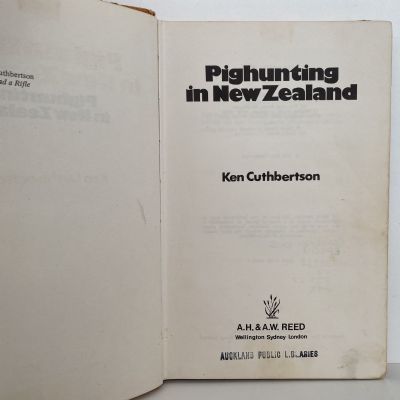 uthbertson
d a Rifle
Pighunting
in New Zealand
Ken Cuthbertson
A.H. & A.W. REED
Wellington Sydney London
AUCKLAND PUBLIC LIBRARIES